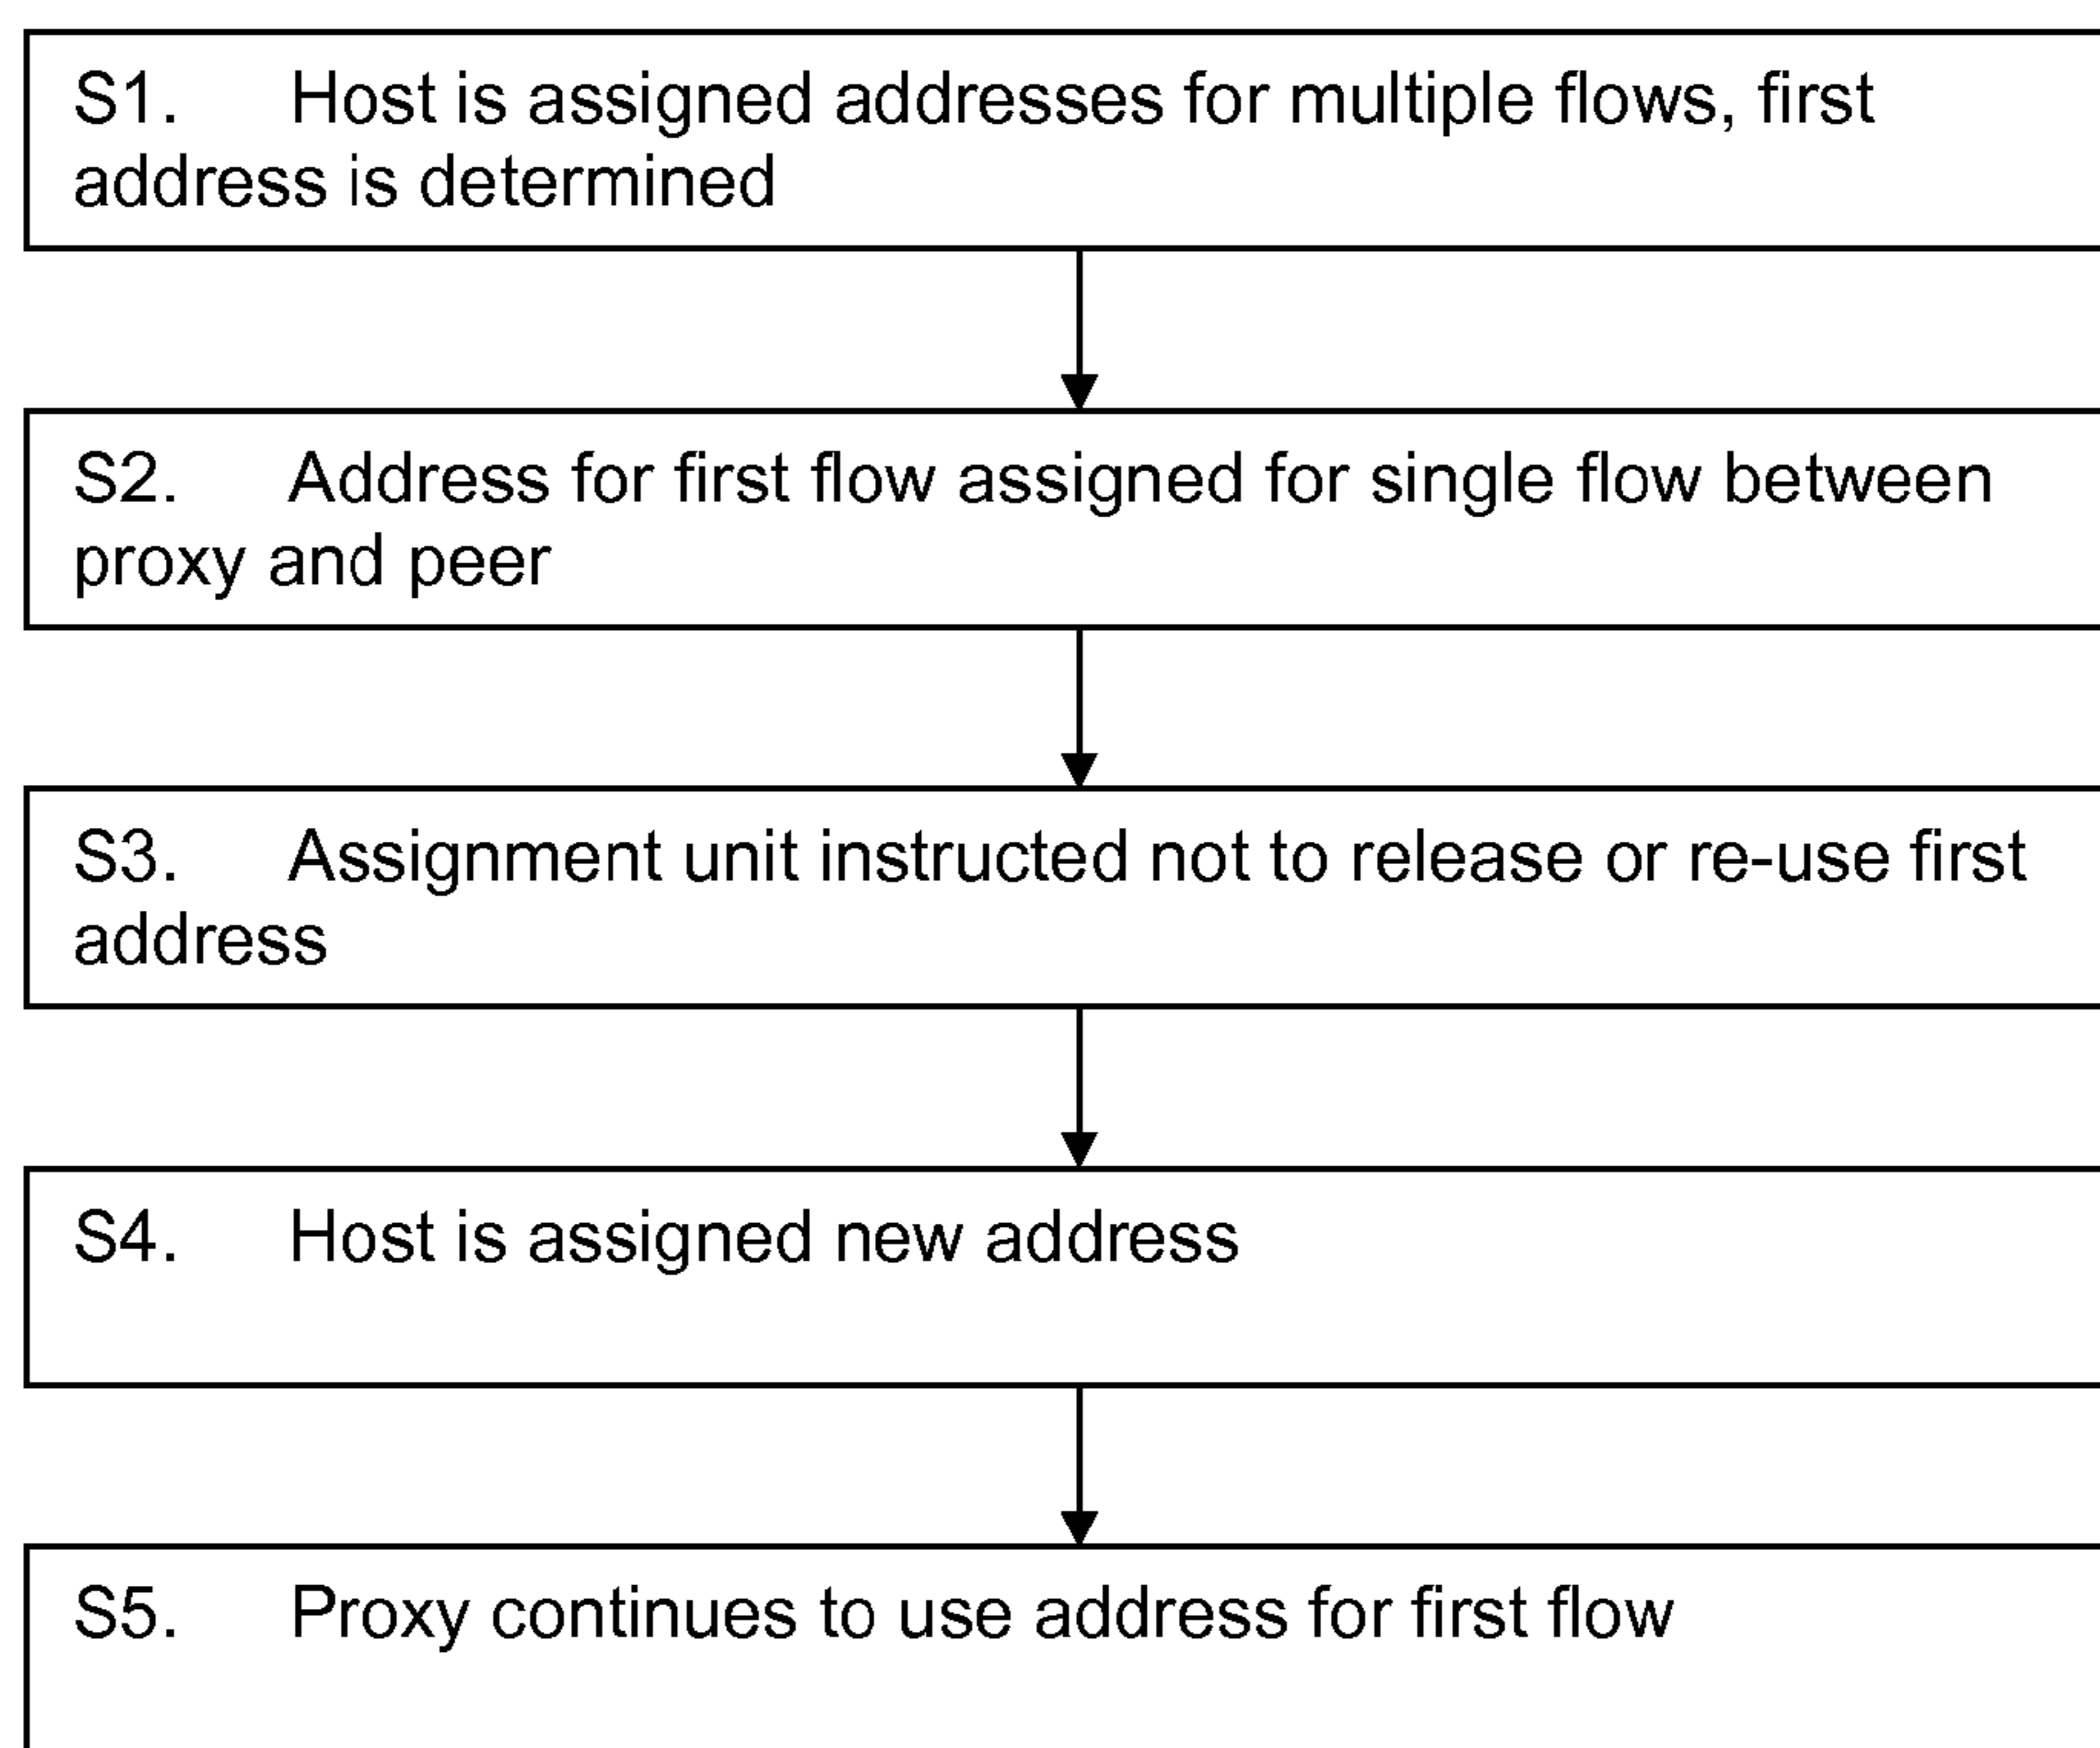 S1. Host is assigned addresses for multiple flows, first
address is determined
S2. Address for first flow assigned for single flow between
proxy and peer
S3. Assignment unit instructed not to release or re-use first
address
S4. Host is assigned new address
S5. Proxy continues to use address for first flow